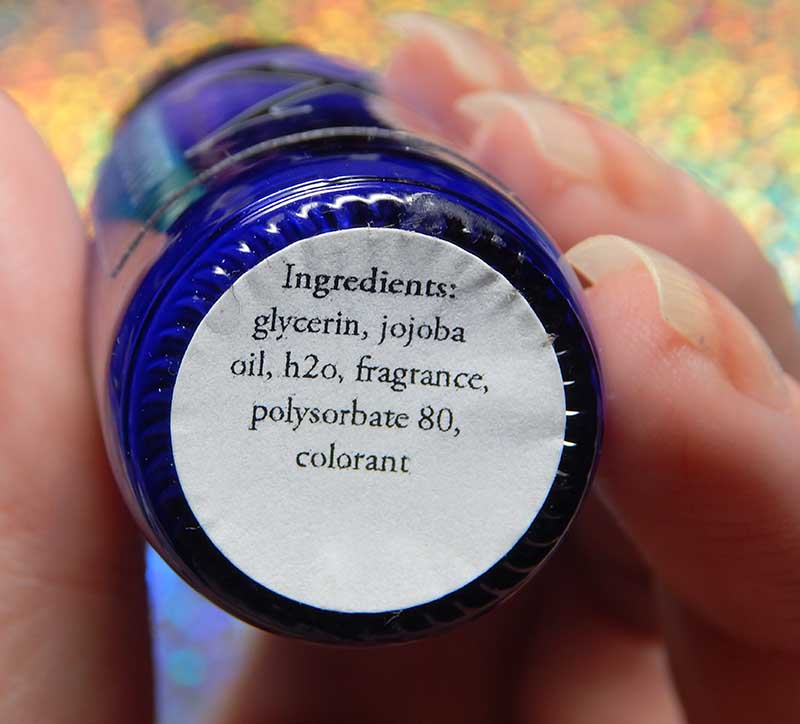 Ingredients:
glycerin, jojoba
oil, h2o, fragrance,
polysorbate 80,
colorant